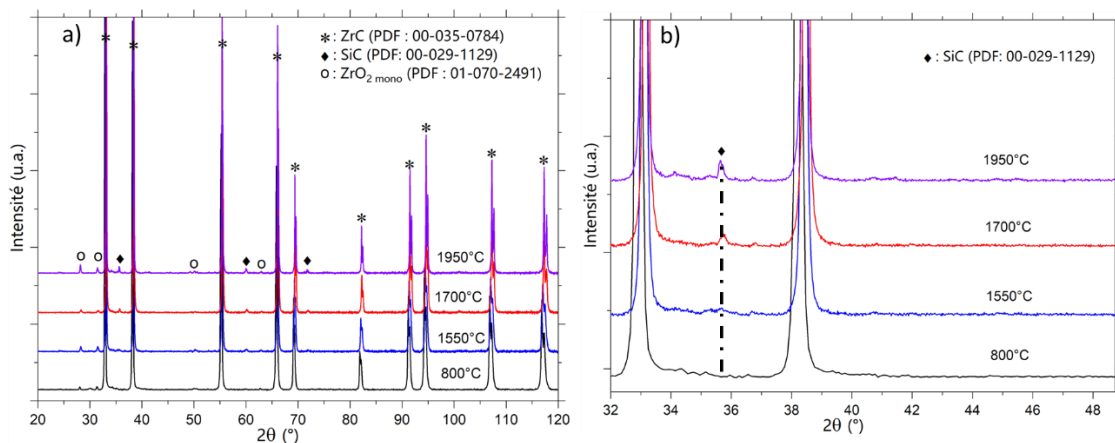 a)
* : ZrC (PDF : 00-035-0784)
♦ : SiC (PDF: 00-029-1129)
o : ZrO2 mono (PDF : 01-070-2491)
Intensité (u.a.)
1950°C
1700°C
1550°C
800°C
20 30 40 50 60 70 80 90 100 110 120
2θ (°)
b)
♦ : SiC (PDF: 00-029-1129)
Intensité (u.a.)
1950°C
1700°C
1550°C
800°C
32 34 36 38 40 42 44 46 48
2θ (°)